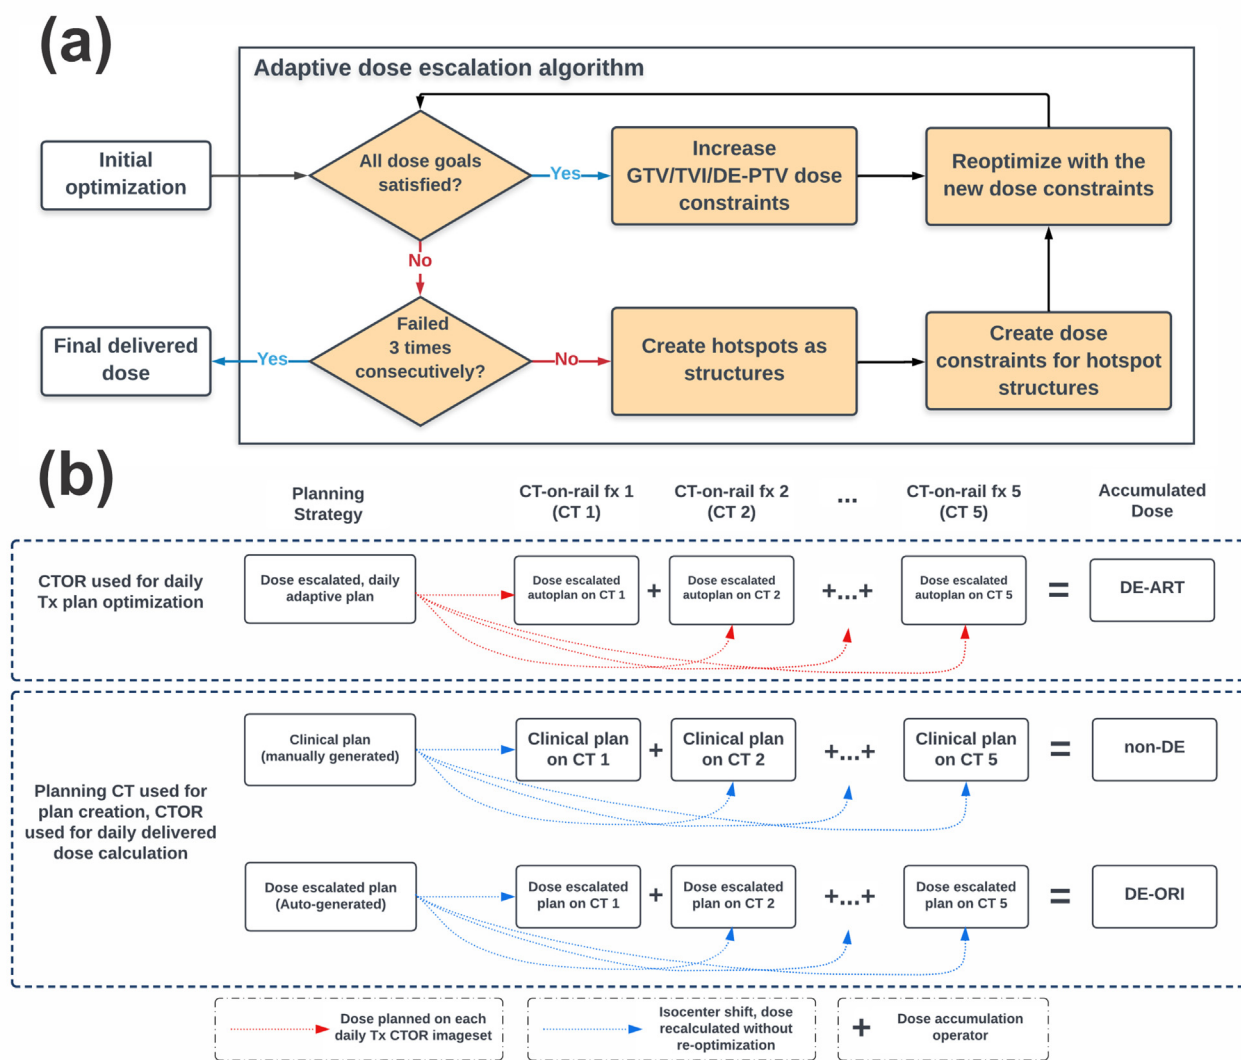 (a)
Adaptive dose escalation algorithm
Initial
optimization
All dose goals
satisfied?
Yes
Increase
GTV/TVI/DE-PTV dose
constraints
Reoptimize with the
new dose constraints
No
Final delivered
dose
Yes
Failed
3 times
consecutively?
No
Create hotspots as
structures
Create dose
constraints for hotspot
structures
(b)
Planning
Strategy
CT-on-rail fx 1
(CT 1)
CT-on-rail fx 2
(CT 2)
...
CT-on-rail fx 5
(CT 5)
Accumulated
Dose
CTOR used for daily
Tx plan optimization
Dose escalated, daily
adaptive plan
Dose escalated
autoplan on CT 1
+
Dose escalated
autoplan on CT 2
+...+
Dose escalated
autoplan on CT 5
=
DE-ART
Planning CT used for
plan creation, CTOR
used for daily delivered
dose calculation
Clinical plan
(manually generated)
Clinical plan
on CT 1
+
Clinical plan
on CT 2
+...+
Clinical plan
on CT 5
=
non-DE
Dose escalated plan
(Auto-generated)
Dose escalated
plan on CT 1
+
Dose escalated
plan on CT 2
+...+
Dose escalated
plan on CT 5
=
DE-ORI
Dose planned on each
daily Tx CTOR imageset
Isocenter shift, dose
recalculated without
re-optimization
+
Dose accumulation
operator